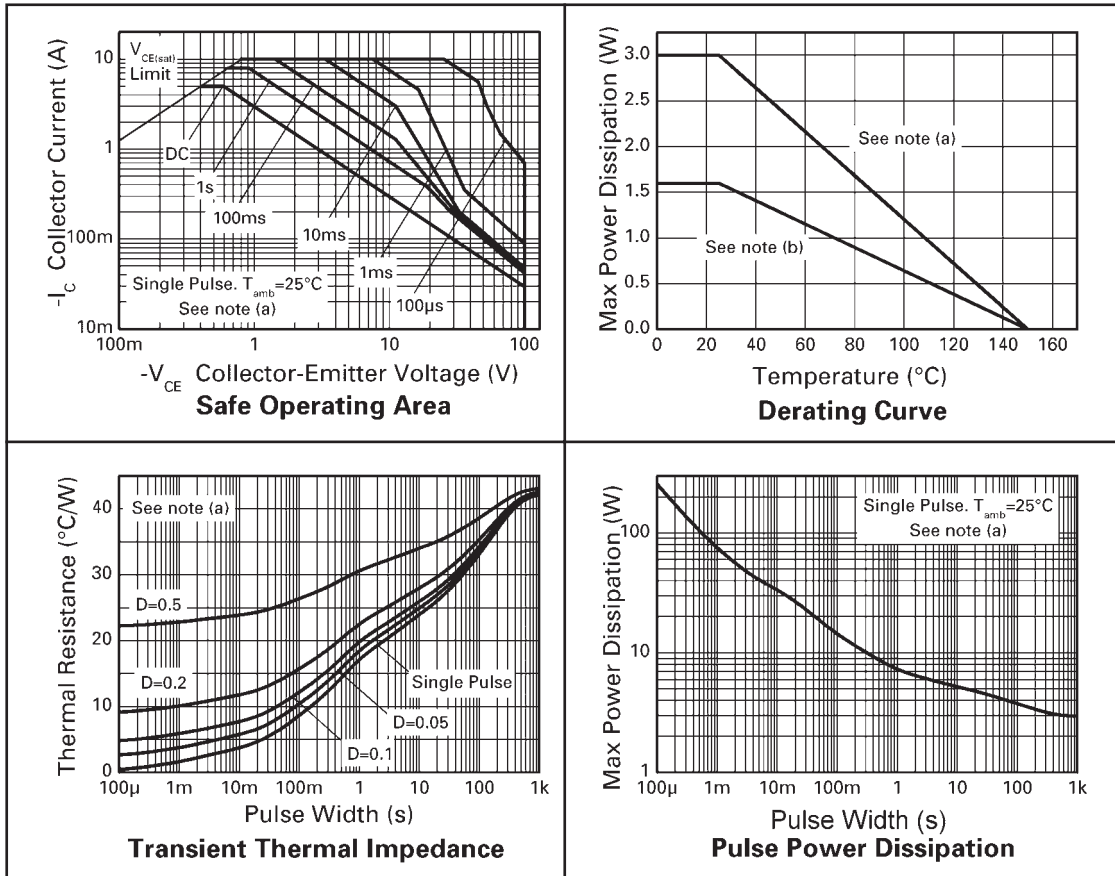 -I_C Collector Current (A)
10
1
100m
10m
V_CE(sat)
Limit
DC
1s
100ms
10ms
1ms
100µs
Single Pulse. T_amb=25°C
See note (a)
100m 1 10 100
-V_CE Collector-Emitter Voltage (V)
Safe Operating Area
Max Power Dissipation (W)
3.0
2.5
2.0
1.5
1.0
0.5
0.0
See note (a)
See note (b)
0 20 40 60 80 100 120 140 160
Temperature (°C)
Derating Curve
Thermal Resistance (°C/W)
40
30
20
10
0
See note (a)
D=0.5
D=0.2
Single Pulse
D=0.05
D=0.1
100µ 1m 10m 100m 1 10 100 1k
Pulse Width (s)
Transient Thermal Impedance
Max Power Dissipation (W)
100
10
1
Single Pulse. T_amb=25°C
See note (a)
100µ 1m 10m 100m 1 10 100 1k
Pulse Width (s)
Pulse Power Dissipation